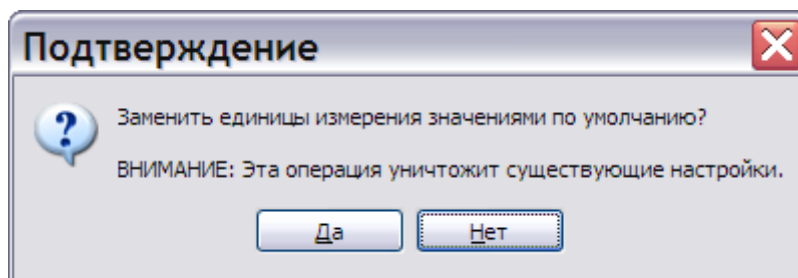 Подтверждение
Заменить единицы измерения значениями по умолчанию?
ВНИМАНИЕ: Эта операция уничтожит существующие настройки.
Да Нет